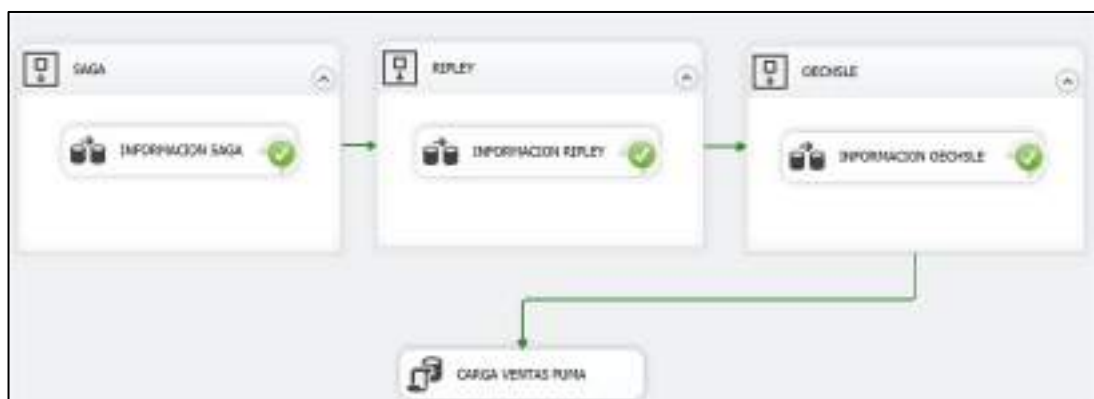 SAGA
INFORMACION SAGA
RIPLEY
INFORMACION RIPLEY
OECHSLE
INFORMACION OECHSLE
CARGA VENTAS PUMA